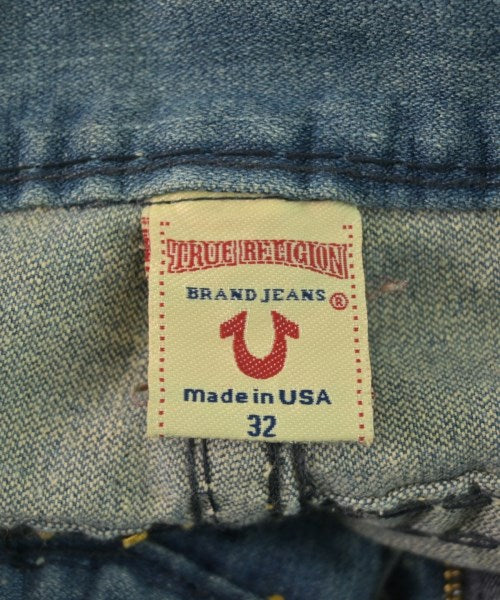 TRUE RELIGION
BRAND JEANS ®
made in USA
32